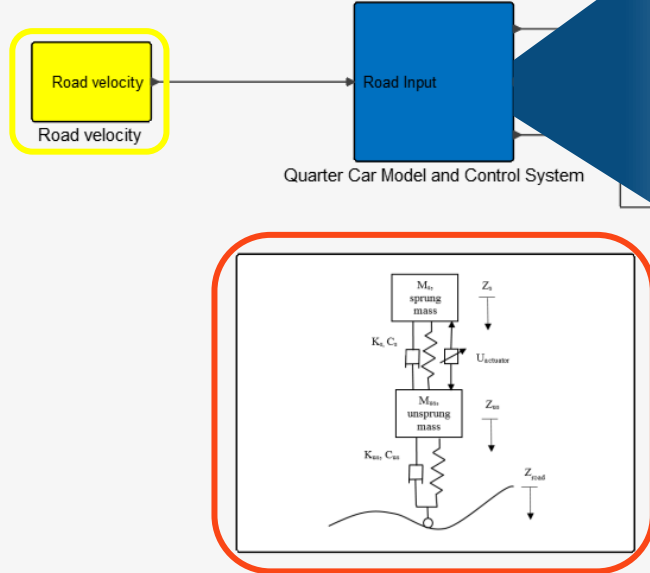 Road velocity
Road Input
Road velocity
Quarter Car Model and Control System
Ms,
sprung
mass
Zs
Ks, Cs
Uactuator
Mus,
unsprung
mass
Zus
Kus, Cus
Zroad